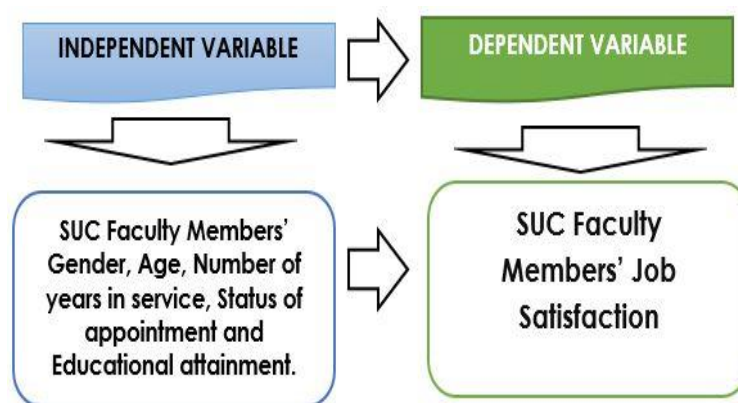 INDEPENDENT VARIABLE
DEPENDENT VARIABLE
SUC Faculty Members’
Gender, Age, Number of
years in service, Status of
appointment and
Educational attainment.
SUC Faculty
Members’ Job
Satisfaction